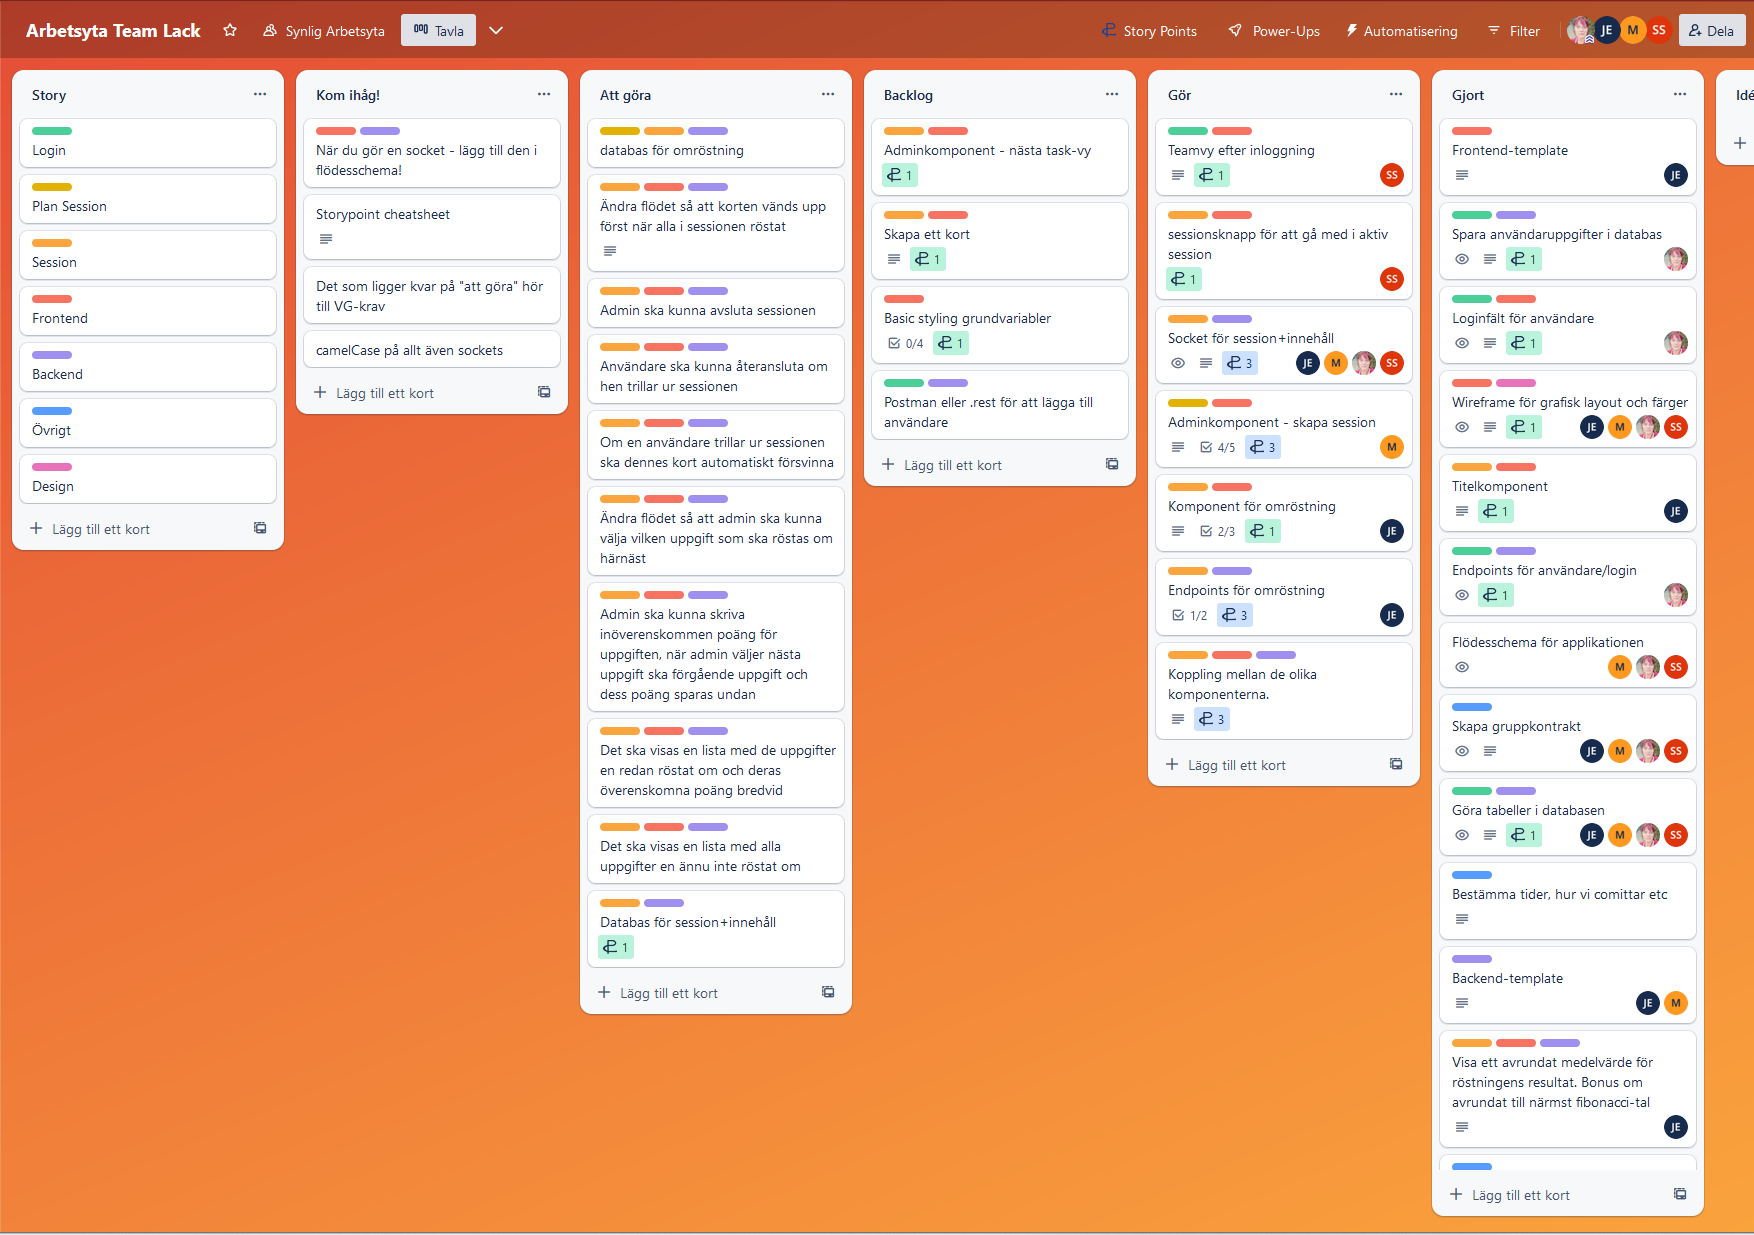 Arbetsyta Team Lack
Synlig Arbetsyta
Tavla
Story Points
Power-Ups
Automatisering
Filter
JE
M
SS
Dela
Story
Login
Plan Session
Session
Frontend
Backend
Övrigt
Design
Lägg till ett kort
Kom ihåg!
När du gör en socket - lägg till den i
flödesschema!
Storypoint cheatsheet
Det som ligger kvar på "att göra" hör
till VG-krav
camelCase på allt även sockets
Lägg till ett kort
Att göra
databas för omröstning
Ändra flödet så att korten vänds upp
först när alla i sessionen röstat
Admin ska kunna avsluta sessionen
Användare ska kunna återansluta om
hen trillar ur sessionen
Om en användare trillar ur sessionen
ska dennes kort automatiskt försvinna
Ändra flödet så att admin ska kunna
välja vilken uppgift som ska röstas om
härnäst
Admin ska kunna skriva
inöverenskommen poäng för
uppgiften, när admin väljer nästa
uppgift ska förgående uppgift och
dess poäng sparas undan
Det ska visas en lista med de uppgifter
en redan röstat om och deras
överenskomna poäng bredvid
Det ska visas en lista med alla
uppgifter en ännu inte röstat om
Databas för session+innehåll
1
Lägg till ett kort
Backlog
Adminkomponent - nästa task-vy
1
Skapa ett kort
1
Basic styling grundvariabler
0/4 1
Postman eller .rest för att lägga till
användare
Lägg till ett kort
Gör
Teamvy efter inloggning
1 SS
sessionsknapp för att gå med i aktiv
session
1 SS
Socket för session+innehåll
3 JE M SS
Adminkomponent - skapa session
4/5 3 M
Komponent för omröstning
2/3 1 JE
Endpoints för omröstning
1/2 3 JE
Koppling mellan de olika
komponenterna.
3
Lägg till ett kort
Gjort
Frontend-template
JE
Spara användaruppgifter i databas
1
Loginfält för användare
1
Wireframe för grafisk layout och färger
1 JE M SS
Titelkomponent
1 JE
Endpoints för användare/login
1
Flödesschema för applikationen
M SS
Skapa gruppkontrakt
JE M SS
Göra tabeller i databasen
1 JE M SS
Bestämma tider, hur vi comittar etc
Backend-template
JE M
Visa ett avrundat medelvärde för
röstningens resultat. Bonus om
avrundat till närmst fibonacci-tal
JE
Lägg till ett kort
Idé